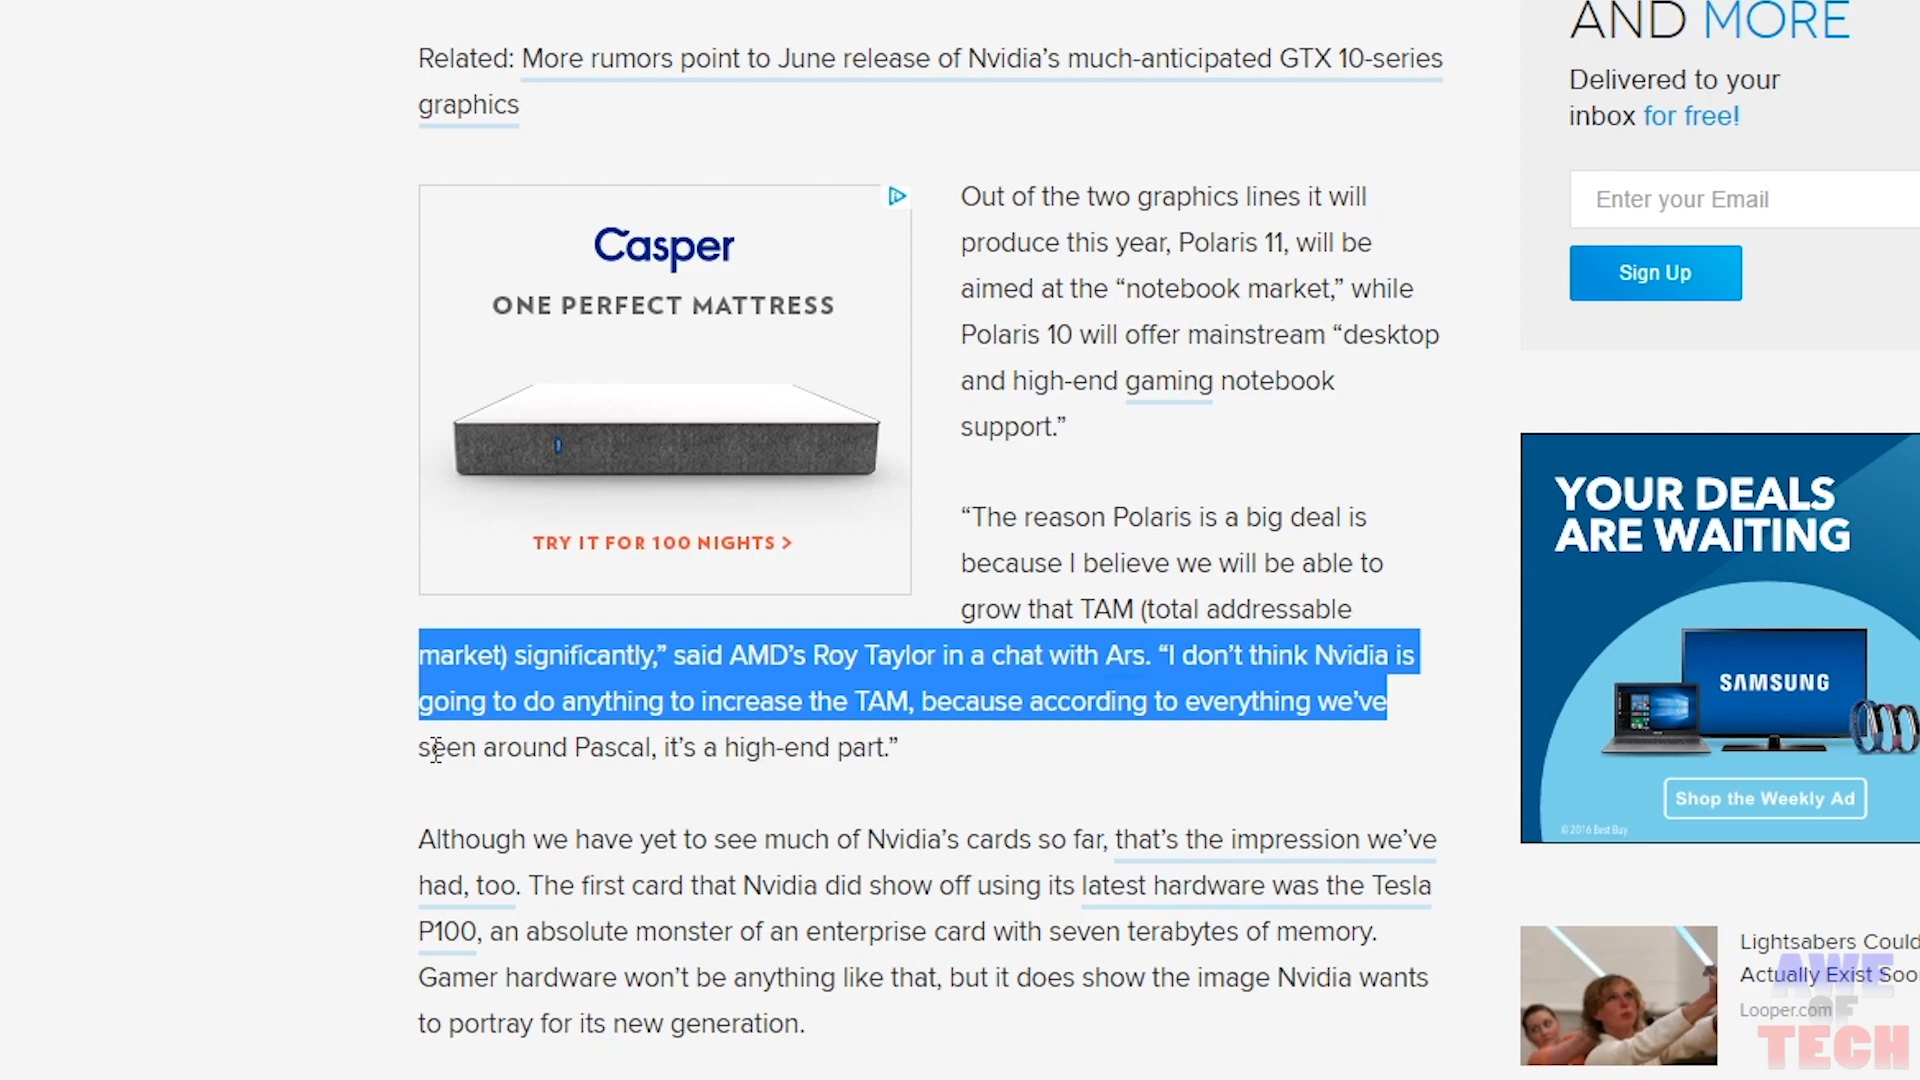 Related: More rumors point to June release of Nvidia’s much-anticipated GTX 10-series
graphics
Casper
ONE PERFECT MATTRESS
TRY IT FOR 100 NIGHTS >
Out of the two graphics lines it will
produce this year, Polaris 11, will be
aimed at the “notebook market,” while
Polaris 10 will offer mainstream “desktop
and high-end gaming notebook
support.”
“The reason Polaris is a big deal is
because I believe we will be able to
grow that TAM (total addressable
market) significantly,” said AMD’s Roy Taylor in a chat with Ars. “I don’t think Nvidia is
going to do anything to increase the TAM, because according to everything we’ve
seen around Pascal, it’s a high-end part.”
Although we have yet to see much of Nvidia’s cards so far, that’s the impression we’ve
had, too. The first card that Nvidia did show off using its latest hardware was the Tesla
P100, an absolute monster of an enterprise card with seven terabytes of memory.
Gamer hardware won’t be anything like that, but it does show the image Nvidia wants
to portray for its new generation.
AND MORE
Delivered to your
inbox for free!
Enter your Email
Sign Up
YOUR DEALS
ARE WAITING
SAMSUNG
Shop the Weekly Ad
© 2016 Best Buy
Lightsabers Could
Actually Exist Soo
Looper.com
AWE
OF
TECH